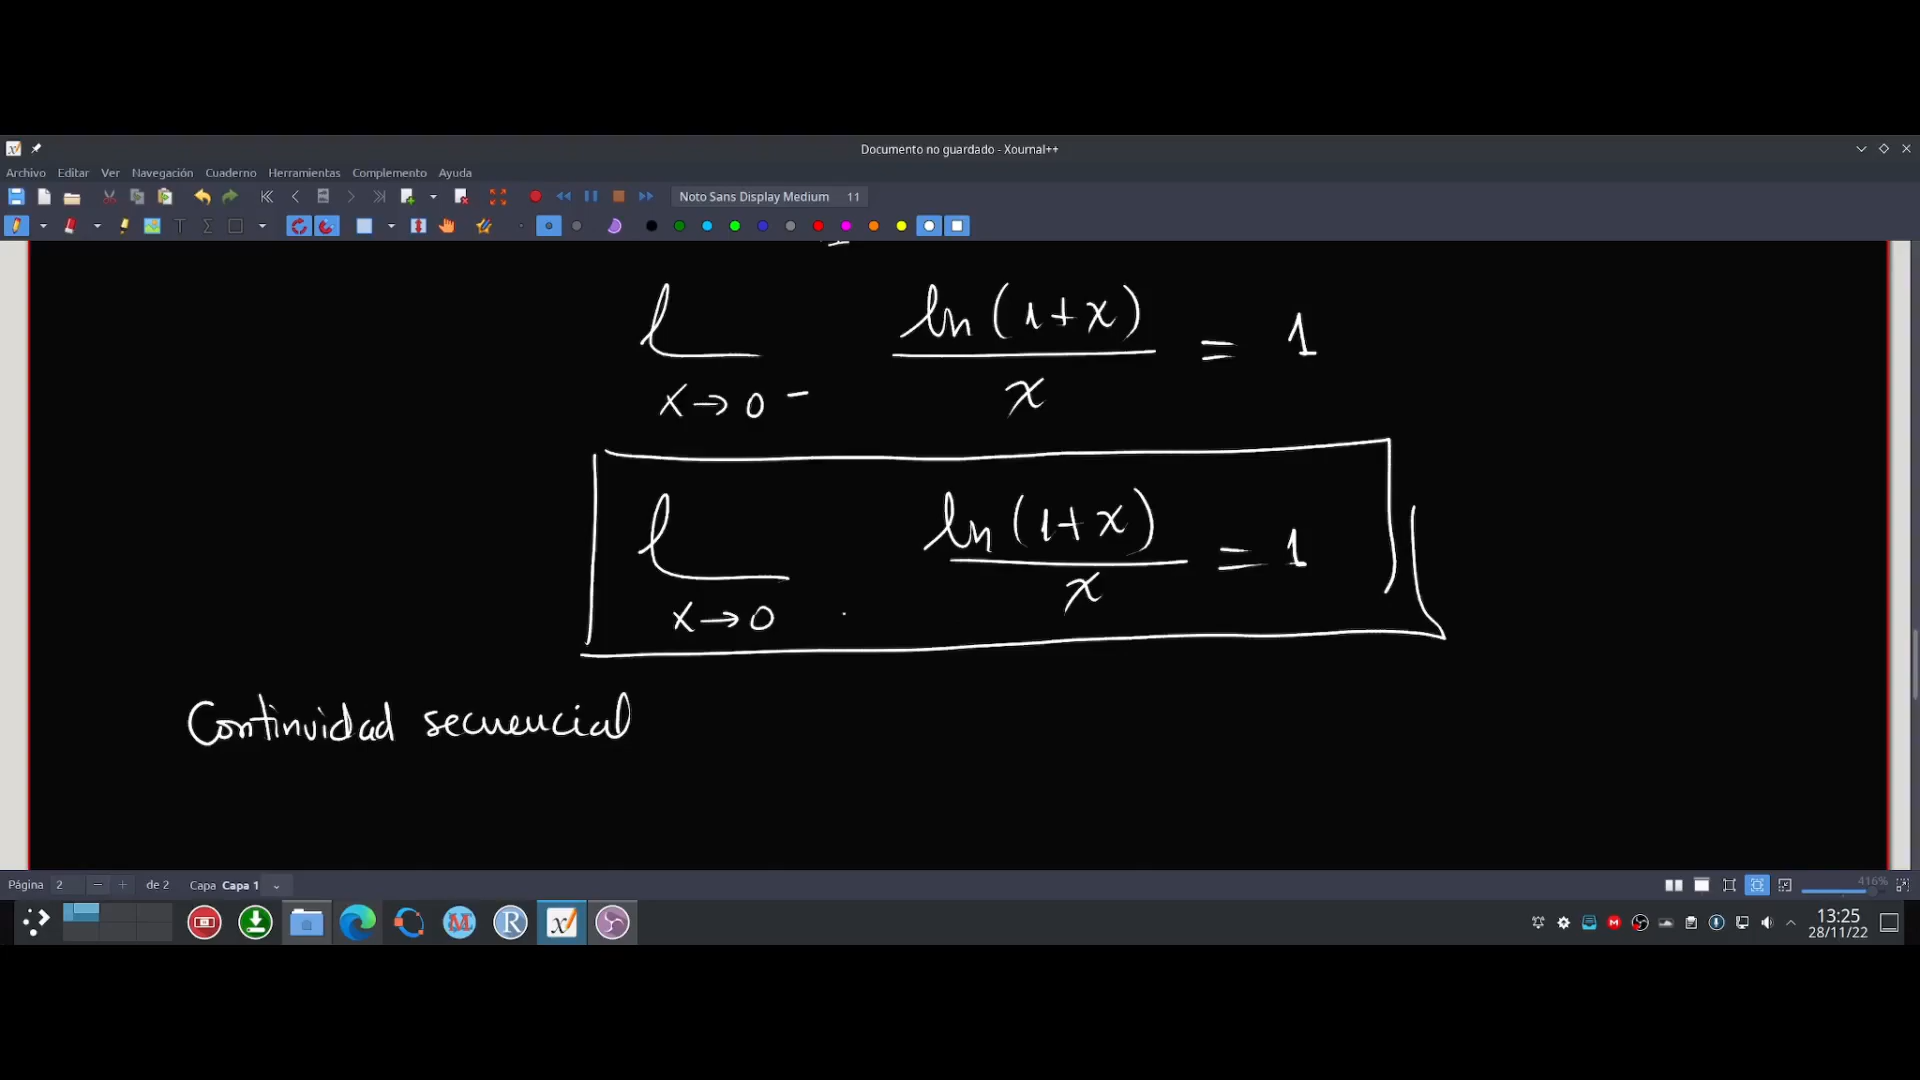 Documento no guardado - Xournal++
Archivo Editar Ver Navegación Cuaderno Herramientas Complemento Ayuda
Noto Sans Display Medium 11
l x→0- ln(1+x)/x = 1
l x→0 ln(1+x)/x = 1
Continuidad secuencial
Página 2 de 2 Capa Capa 1 416%
13:25
28/11/22